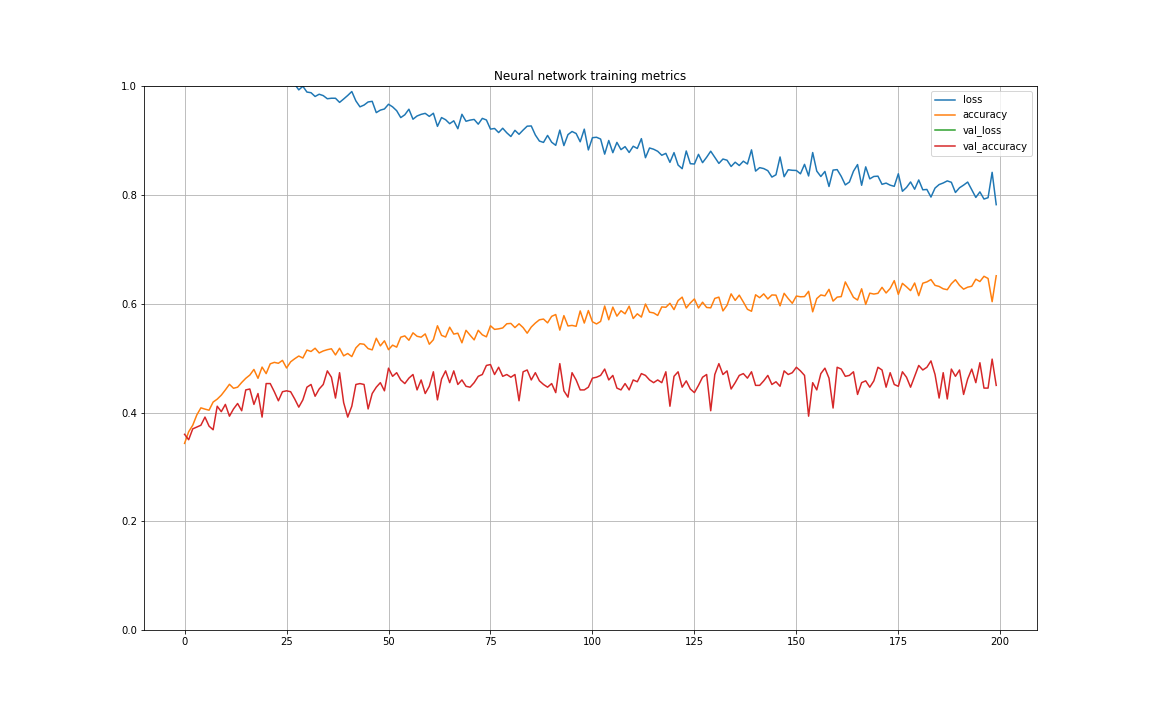 Neural network training metrics
1.0
0.8
0.6
0.4
0.2
0.0
loss
accuracy
val_loss
val_accuracy
0 25 50 75 100 125 150 175 200